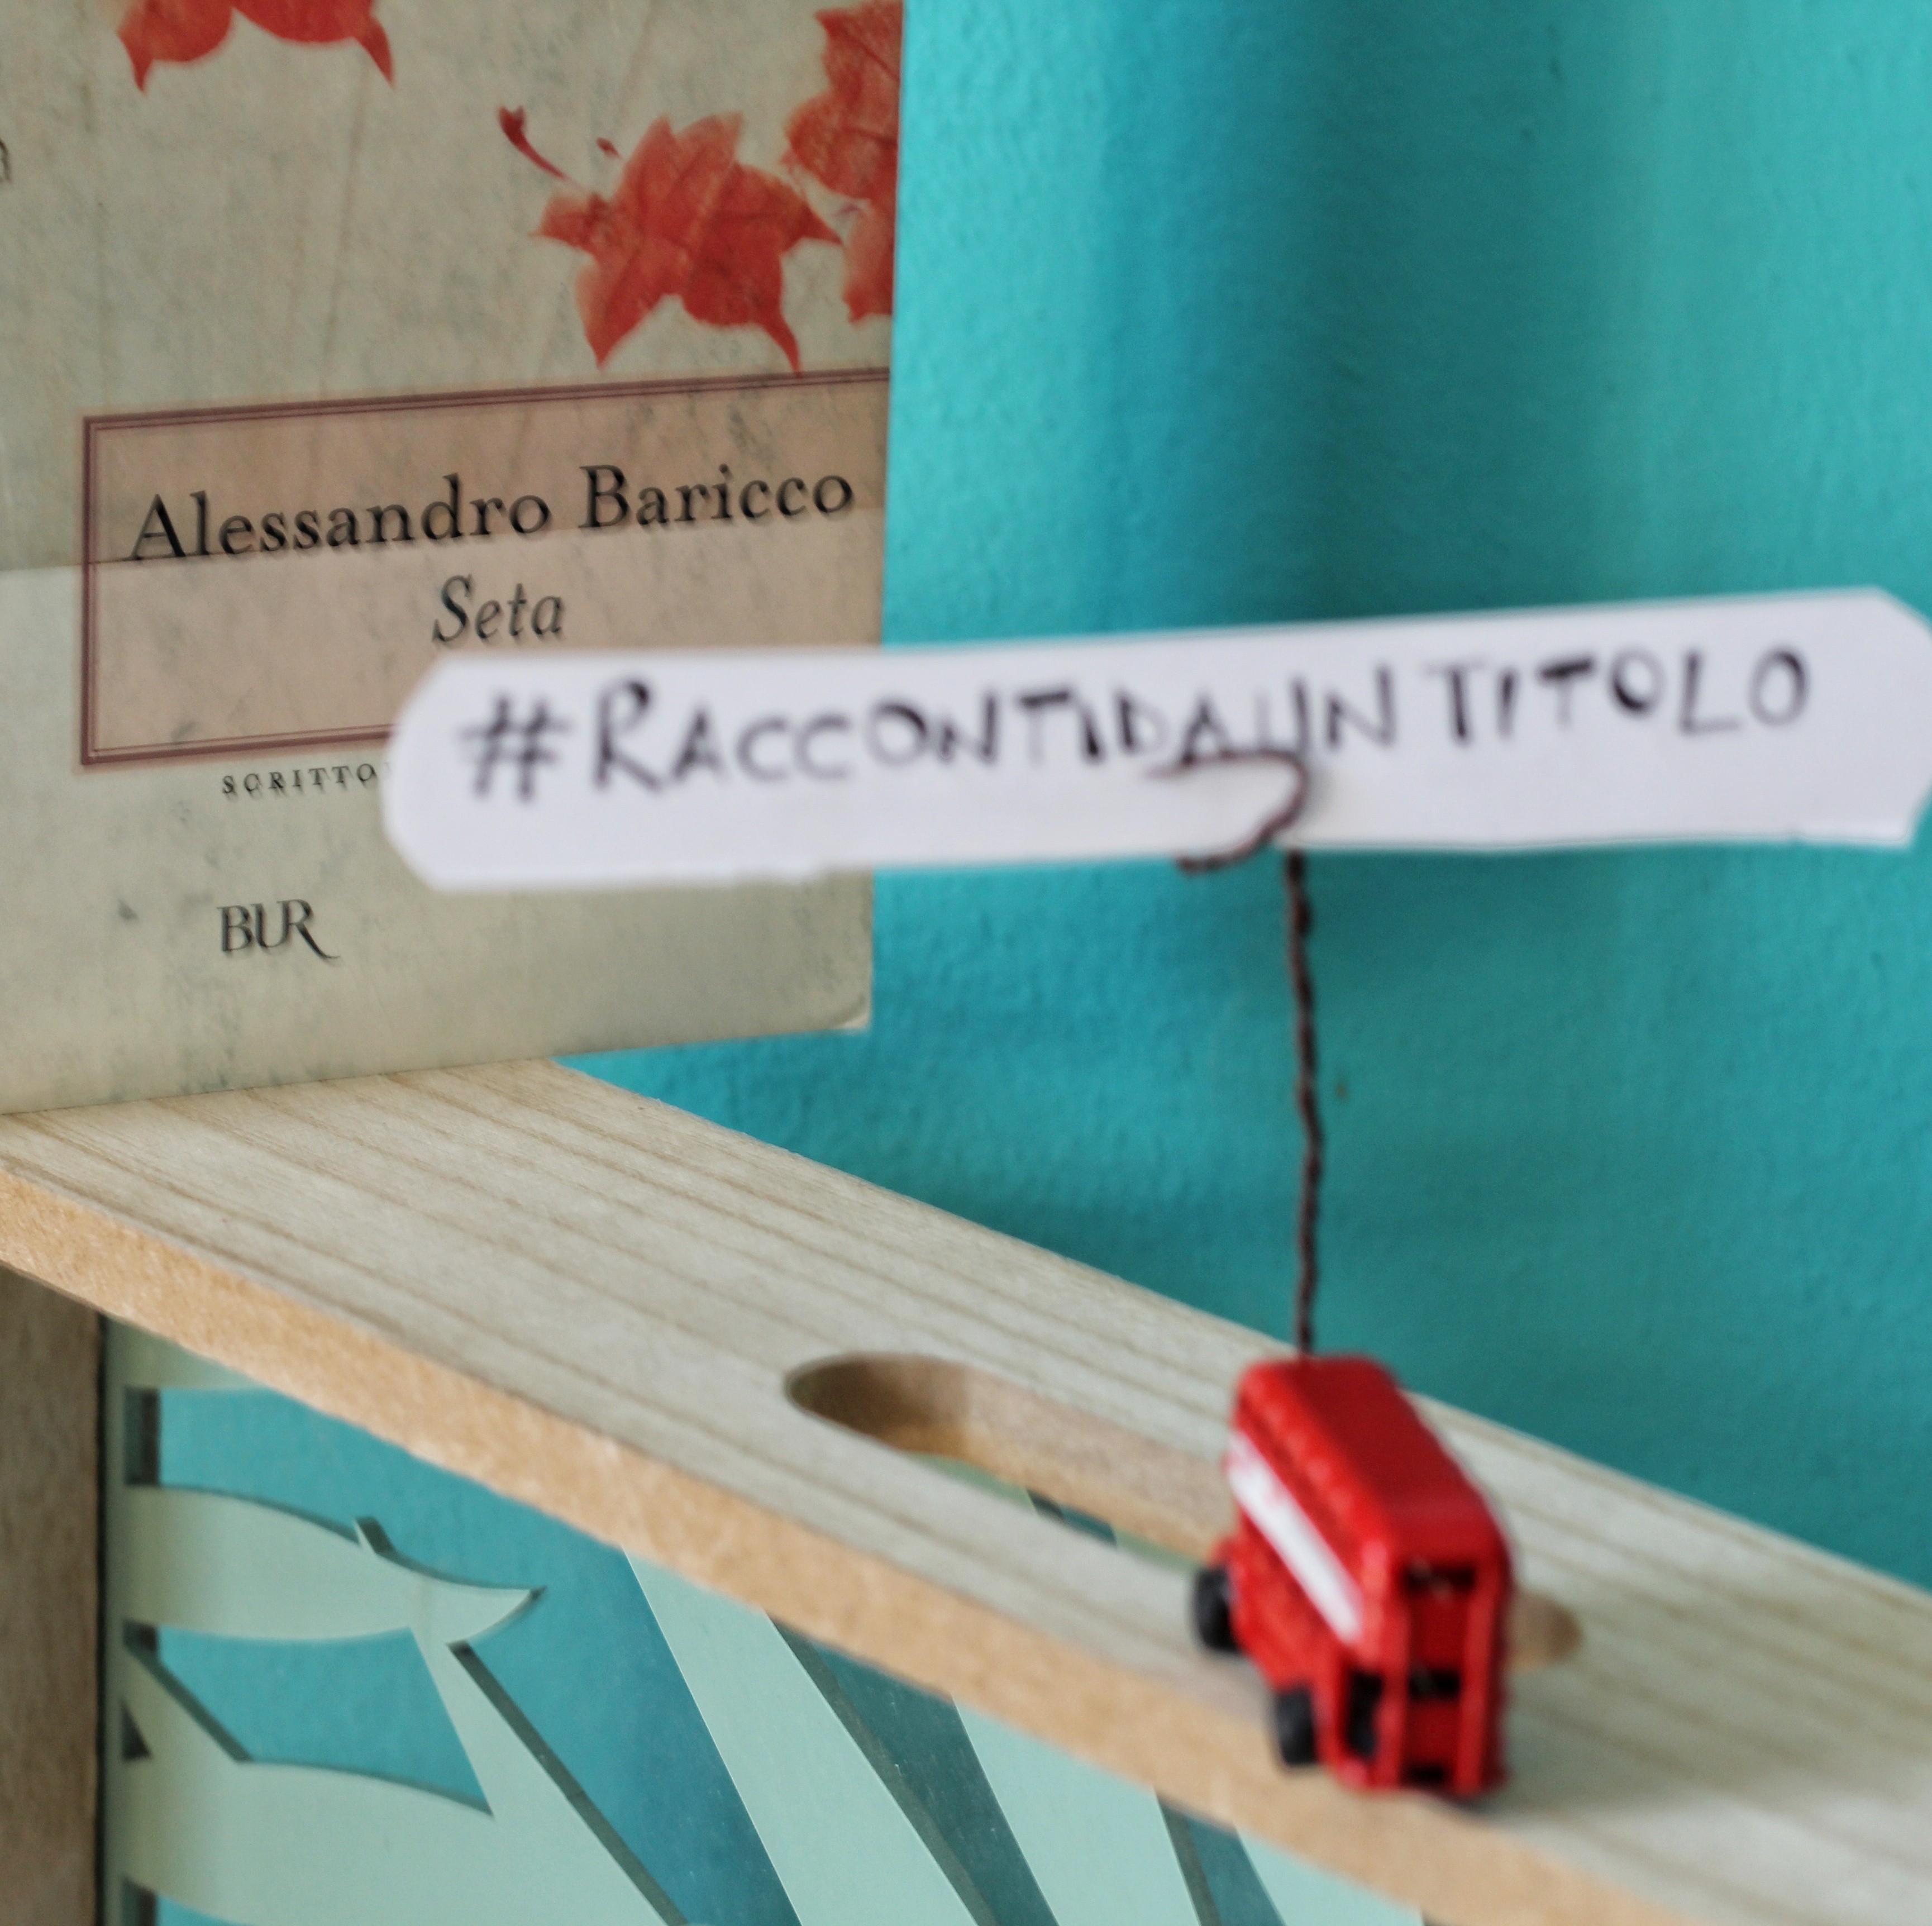 Alessandro Baricco
Seta
#RACCONTIDAUNTITOLO
BUR